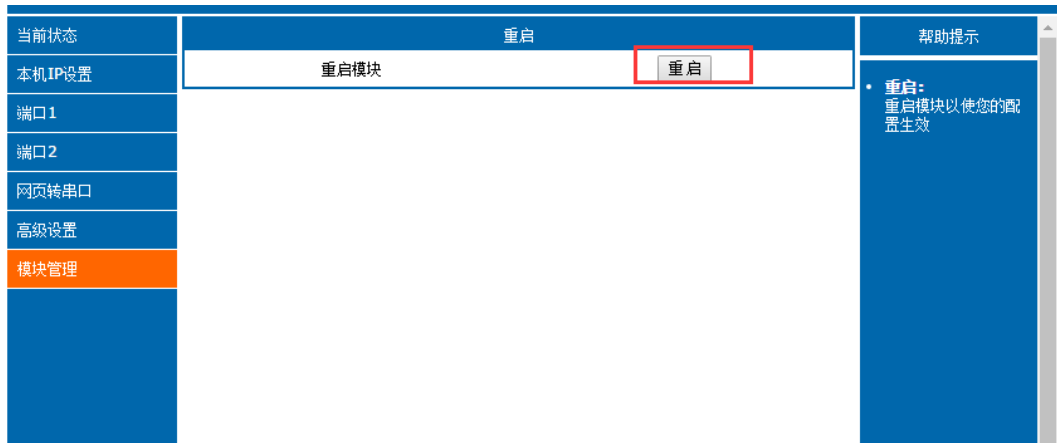 当前状态
本机IP设置
端口1
端口2
网页转串口
高级设置
模块管理
重启
重启模块
重启
帮助提示
• 重启:
重启模块以使您的配
置生效